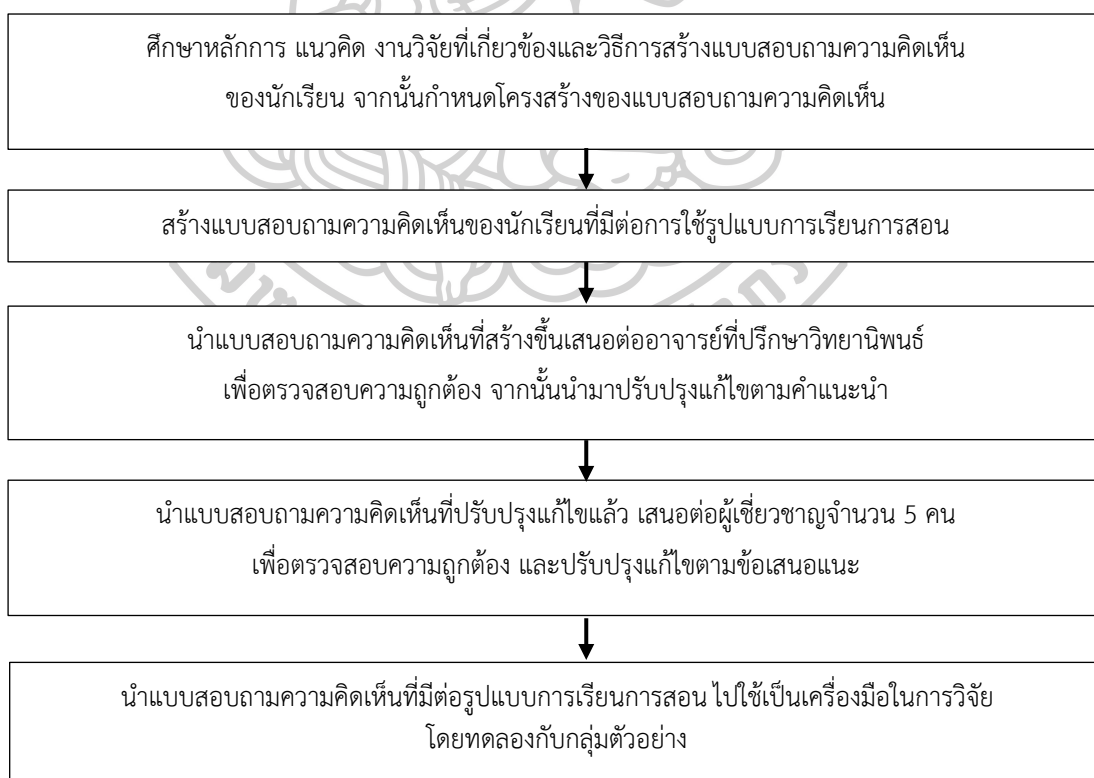 ศึกษาหลักการ แนวคิด งานวิจัยที่เกี่ยวข้องและวิธีการสร้างแบบสอบถามความคิดเห็น
ของนักเรียน จากนั้นกำหนดโครงสร้างของแบบสอบถามความคิดเห็น
สร้างแบบสอบถามความคิดเห็นของนักเรียนที่มีต่อการใช้รูปแบบการเรียนการสอน
นำแบบสอบถามความคิดเห็นที่สร้างขึ้นเสนอต่ออาจารย์ที่ปรึกษาวิทยานิพนธ์
เพื่อตรวจสอบความถูกต้อง จากนั้นนำมาปรับปรุงแก้ไขตามคำแนะนำ
นำแบบสอบถามความคิดเห็นที่ปรับปรุงแก้ไขแล้ว เสนอต่อผู้เชี่ยวชาญจำนวน 5 คน
เพื่อตรวจสอบความถูกต้อง และปรับปรุงแก้ไขตามข้อเสนอแนะ
นำแบบสอบถามความคิดเห็นที่มีต่อรูปแบบการเรียนการสอน ไปใช้เป็นเครื่องมือในการวิจัย
โดยทดลองกับกลุ่มตัวอย่าง